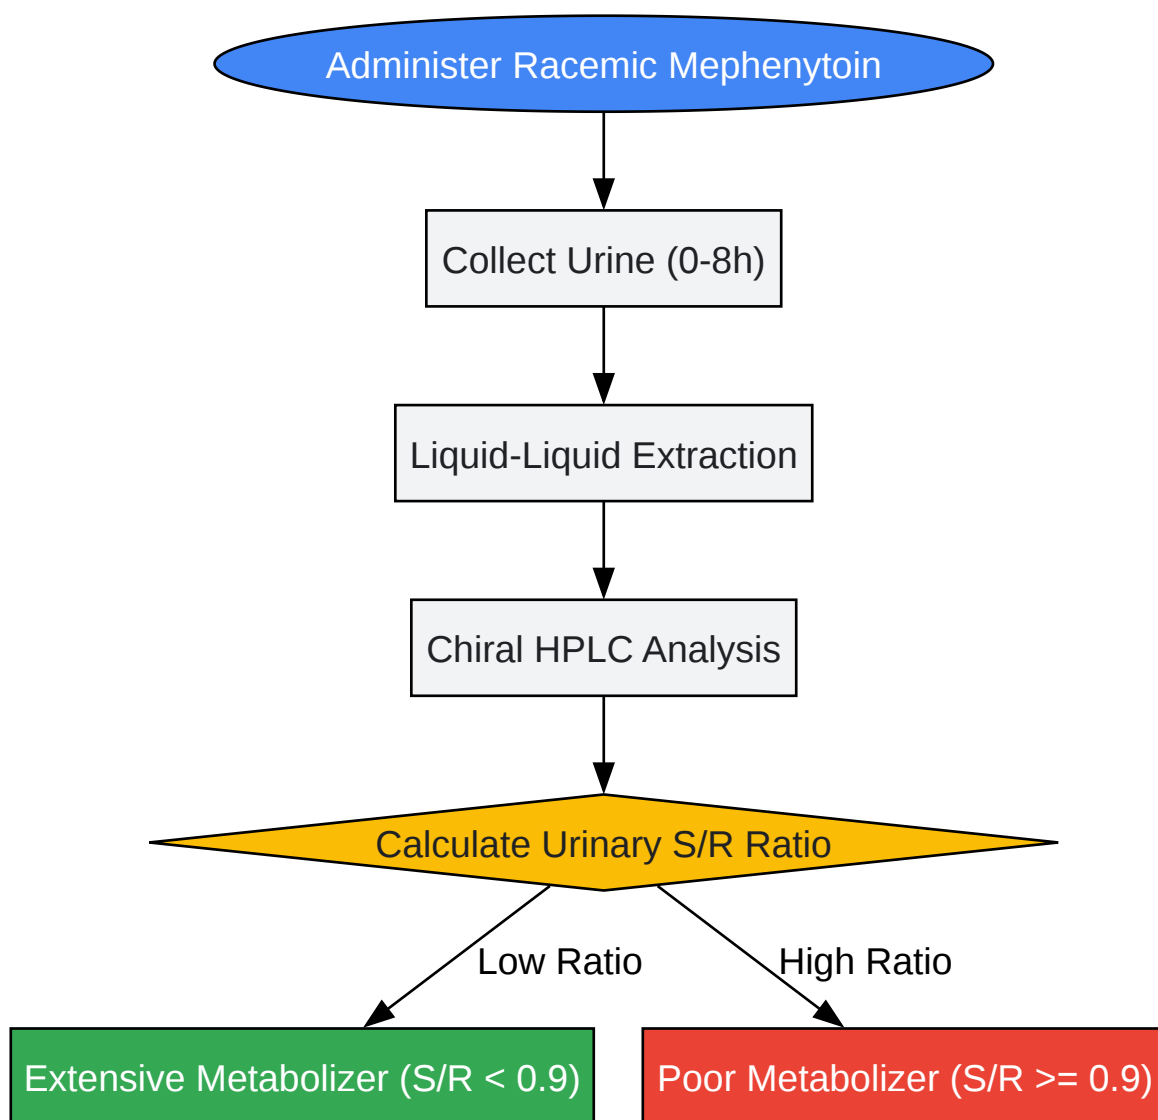 Administer Racemic Mephenytoin
Collect Urine (0-8h)
Liquid-Liquid Extraction
Chiral HPLC Analysis
Calculate Urinary S/R Ratio
Low Ratio
High Ratio
Extensive Metabolizer (S/R < 0.9)
Poor Metabolizer (S/R >= 0.9)